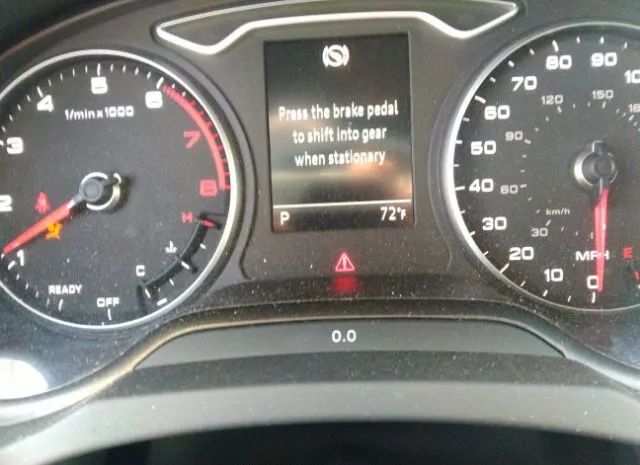 Press the brake pedal
to shift into gear
when stationary
P 72°F
1/min x 1000
1 2 3 4 5 6 7 8
READY
OFF
C
H
0 10 20 30 40 50 60 70 80 90 10
30 60 90 120 150
km/h
MPH
E
0.0